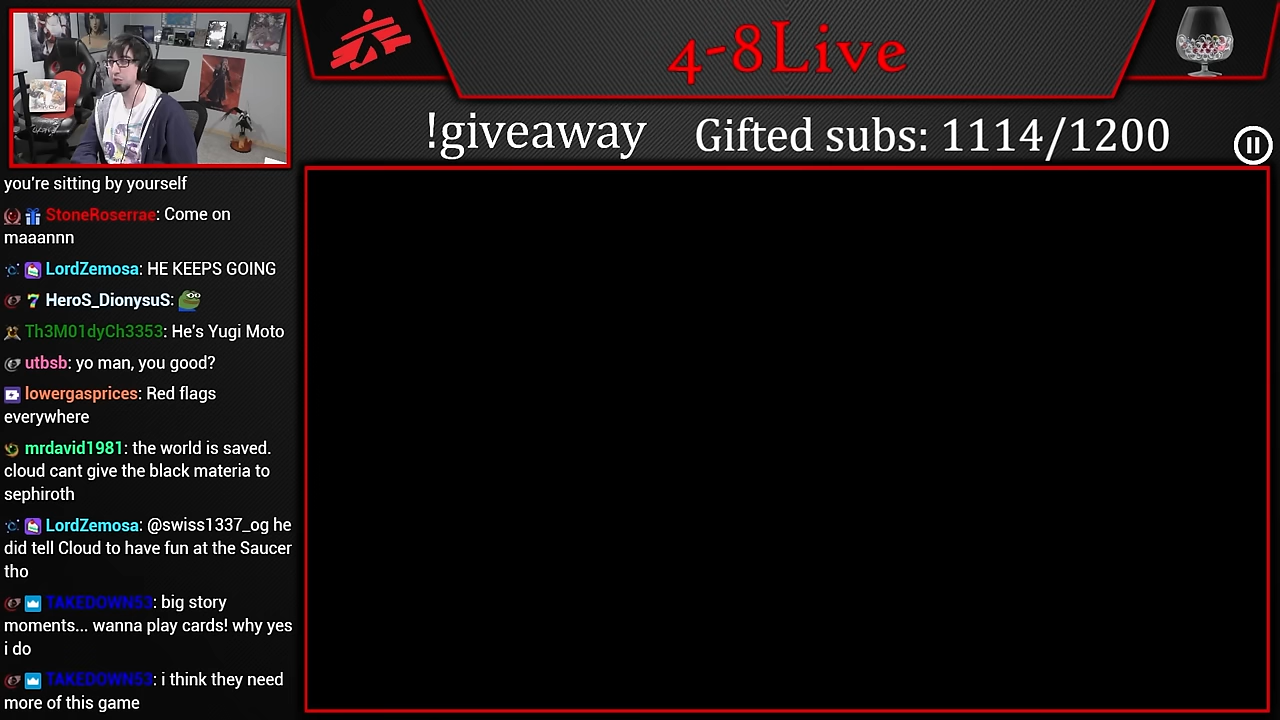 4-8Live
!giveaway Gifted subs: 1114/1200
you're sitting by yourself
StoneRoserrae: Come on
maaannn
LordZemosa: HE KEEPS GOING
HeroS_DionysuS:
Th3M01dyCh3353: He's Yugi Moto
utbsb: yo man, you good?
lowergasprices: Red flags
everywhere
mrdavid1981: the world is saved.
cloud cant give the black materia to
sephiroth
LordZemosa: @swiss1337_og he
did tell Cloud to have fun at the Saucer
tho
TAKEDOWN53: big story
moments... wanna play cards! why yes
i do
TAKEDOWN53: i think they need
more of this game